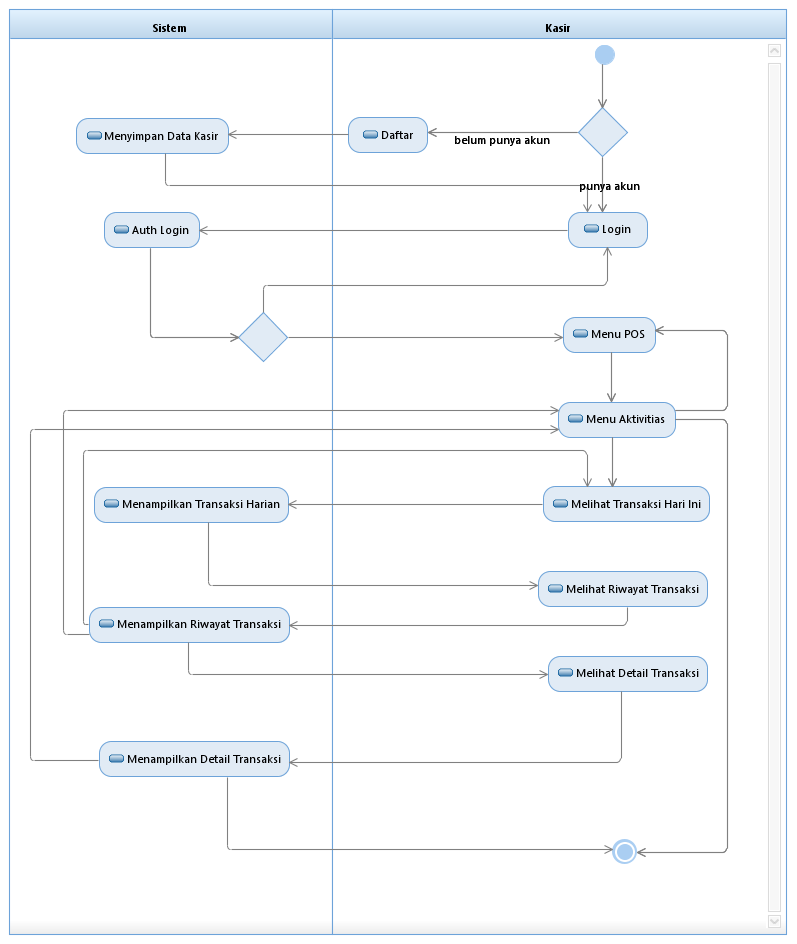 Sistem
Kasir
Menyimpan Data Kasir
Daftar
belum punya akun
punya akun
Auth Login
Login
Menu POS
Menu Aktivitias
Menampilkan Transaksi Harian
Melihat Transaksi Hari Ini
Melihat Riwayat Transaksi
Menampilkan Riwayat Transaksi
Melihat Detail Transaksi
Menampilkan Detail Transaksi